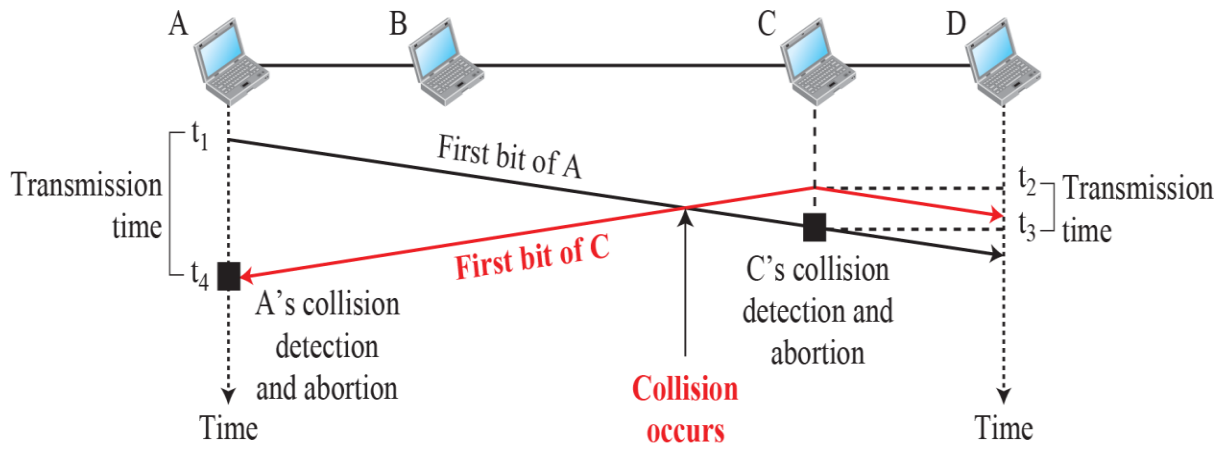 A
B
C
D
t1
First bit of A
Transmission
time
t2
Transmission
time
t3
First bit of C
t4
A’s collision
detection
and abortion
C’s collision
detection and
abortion
Collision
occurs
Time
Time